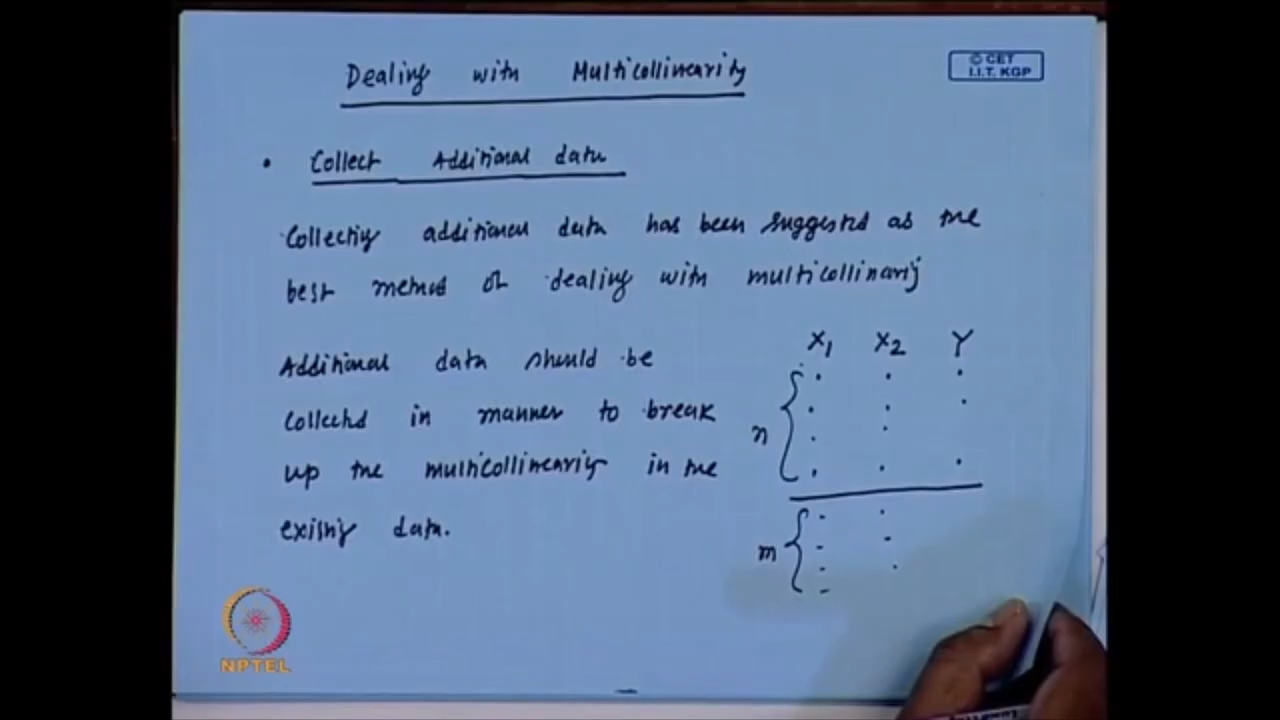 Dealing with Multicollinearity
© CET
I.I.T. KGP
• Collect Additional data
Collecting additional data has been suggested as the
best method of dealing with multicollinarij
Additional data should be
collected in manner to break
up the multicollinearity in the
existing data.
X1 X2 Y
n
m
NPTEL